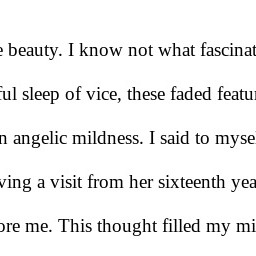 e beauty. I know not what fascinat
ful sleep of vice, these faded featu
n angelic mildness. I said to myse
ving a visit from her sixteenth yea
ore me. This thought filled my mi